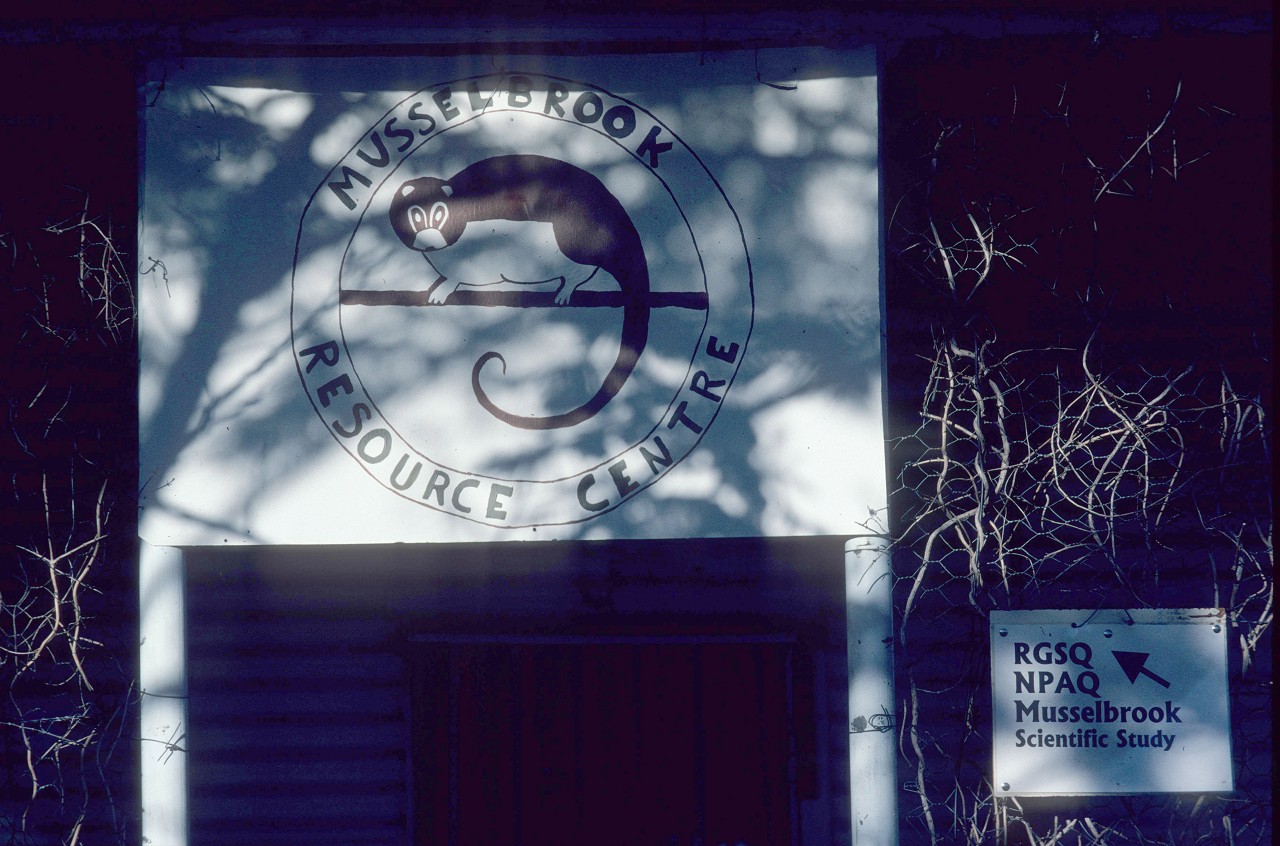 MUSSELBROOK
RESOURCE CENTRE
RGSQ
NPAQ
Musselbrook
Scientific Study